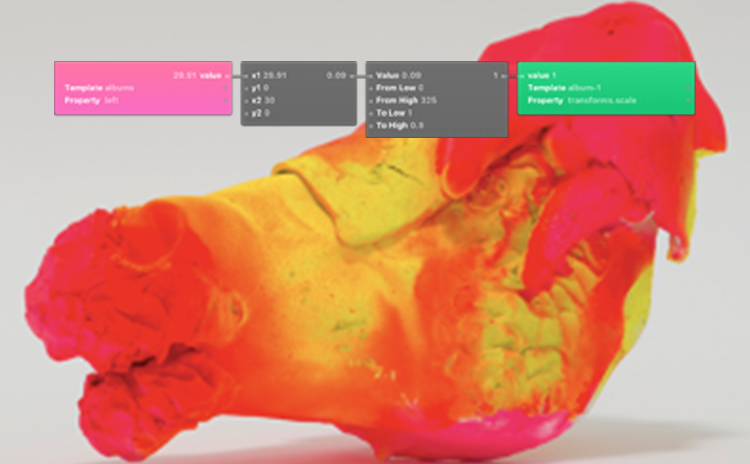 29.91 value
Template albums
Property left
x1 29.91 0.09
y1 0
x2 30
y2 0
Value 0.09 1
From Low 0
From High 325
To Low 1
To High 0.9
value 1
Template album-1
Property transforms.scale